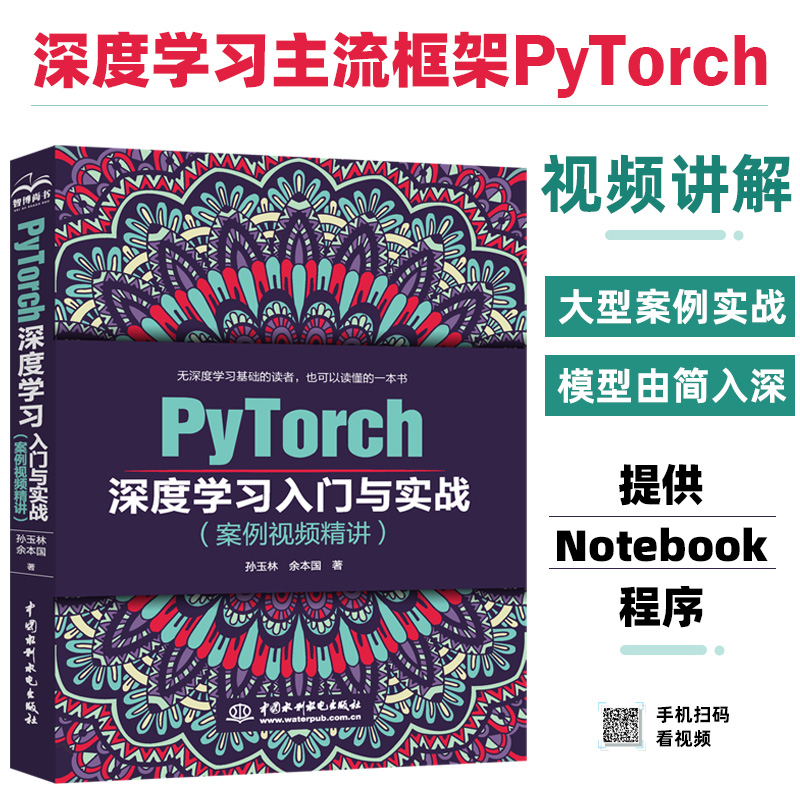 深度学习主流框架PyTorch
视频讲解
大型案例实战
模型由简入深
提供
Notebook
程序
手机扫码
看视频
智博尚书
PyTorch
深度学习
入门与实战
（案例视频精讲）
孙玉林
余本国
著
中国水利水电出版社
无深度学习基础的读者，也可以读懂的一本书
PyTorch
深度学习入门与实战
（案例视频精讲）
孙玉林 余本国 著
中国水利水电出版社
www.waterpub.com.cn